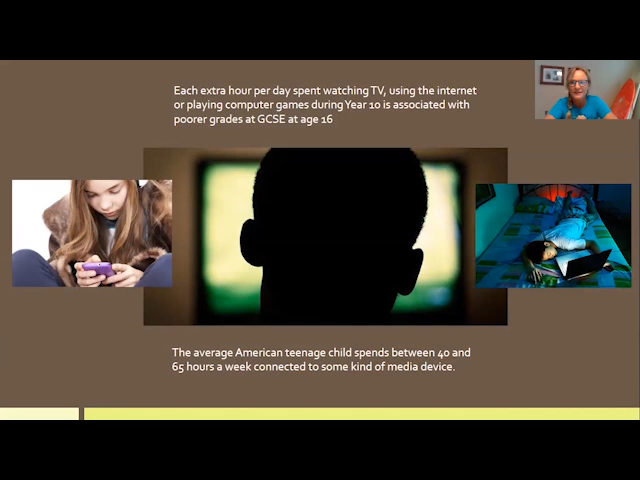 Each extra hour per day spent watching TV, using the internet
or playing computer games during Year 10 is associated with
poorer grades at GCSE at age 16
The average American teenage child spends between 40 and
65 hours a week connected to some kind of media device.